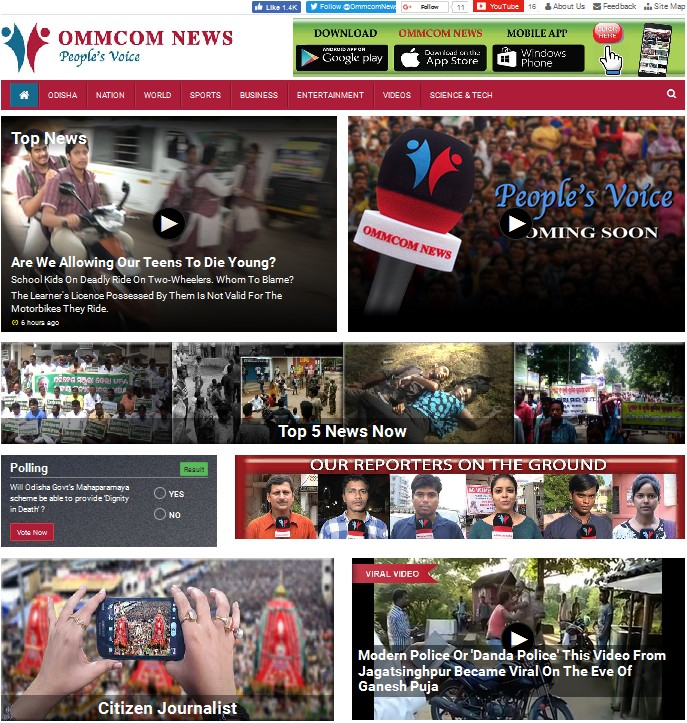 Like 1.4K
Follow @OmmcomNews
Follow
11
YouTube
16
About Us
Feedback
Site Map
OMMCOM NEWS
People's Voice
DOWNLOAD OMMCOM NEWS MOBILE APP
ANDROID APP ON
Google play
Download on the
App Store
Windows
Phone
CLICK
HERE
ODISHA
NATION
WORLD
SPORTS
BUSINESS
ENTERTAINMENT
VIDEOS
SCIENCE & TECH
Top News
Are We Allowing Our Teens To Die Young?
School Kids On Deadly Ride On Two-Wheelers. Whom To Blame?
The Learner's Licence Possessed By Them Is Not Valid For The
Motorbikes They Ride.
6 hours ago
OMMCOM NEWS
People's Voice
COMING SOON
Top 5 News Now
Polling
Result
Will Odisha Govt's Mahaparamaya
scheme be able to provide 'Dignity
in Death'?
YES
NO
Vote Now
OUR REPORTERS ON THE GROUND
Citizen Journalist
VIRAL VIDEO
Modern Police Or 'Danda Police' This Video From
Jagatsinghpur Became Viral On The Eve Of
Ganesh Puja